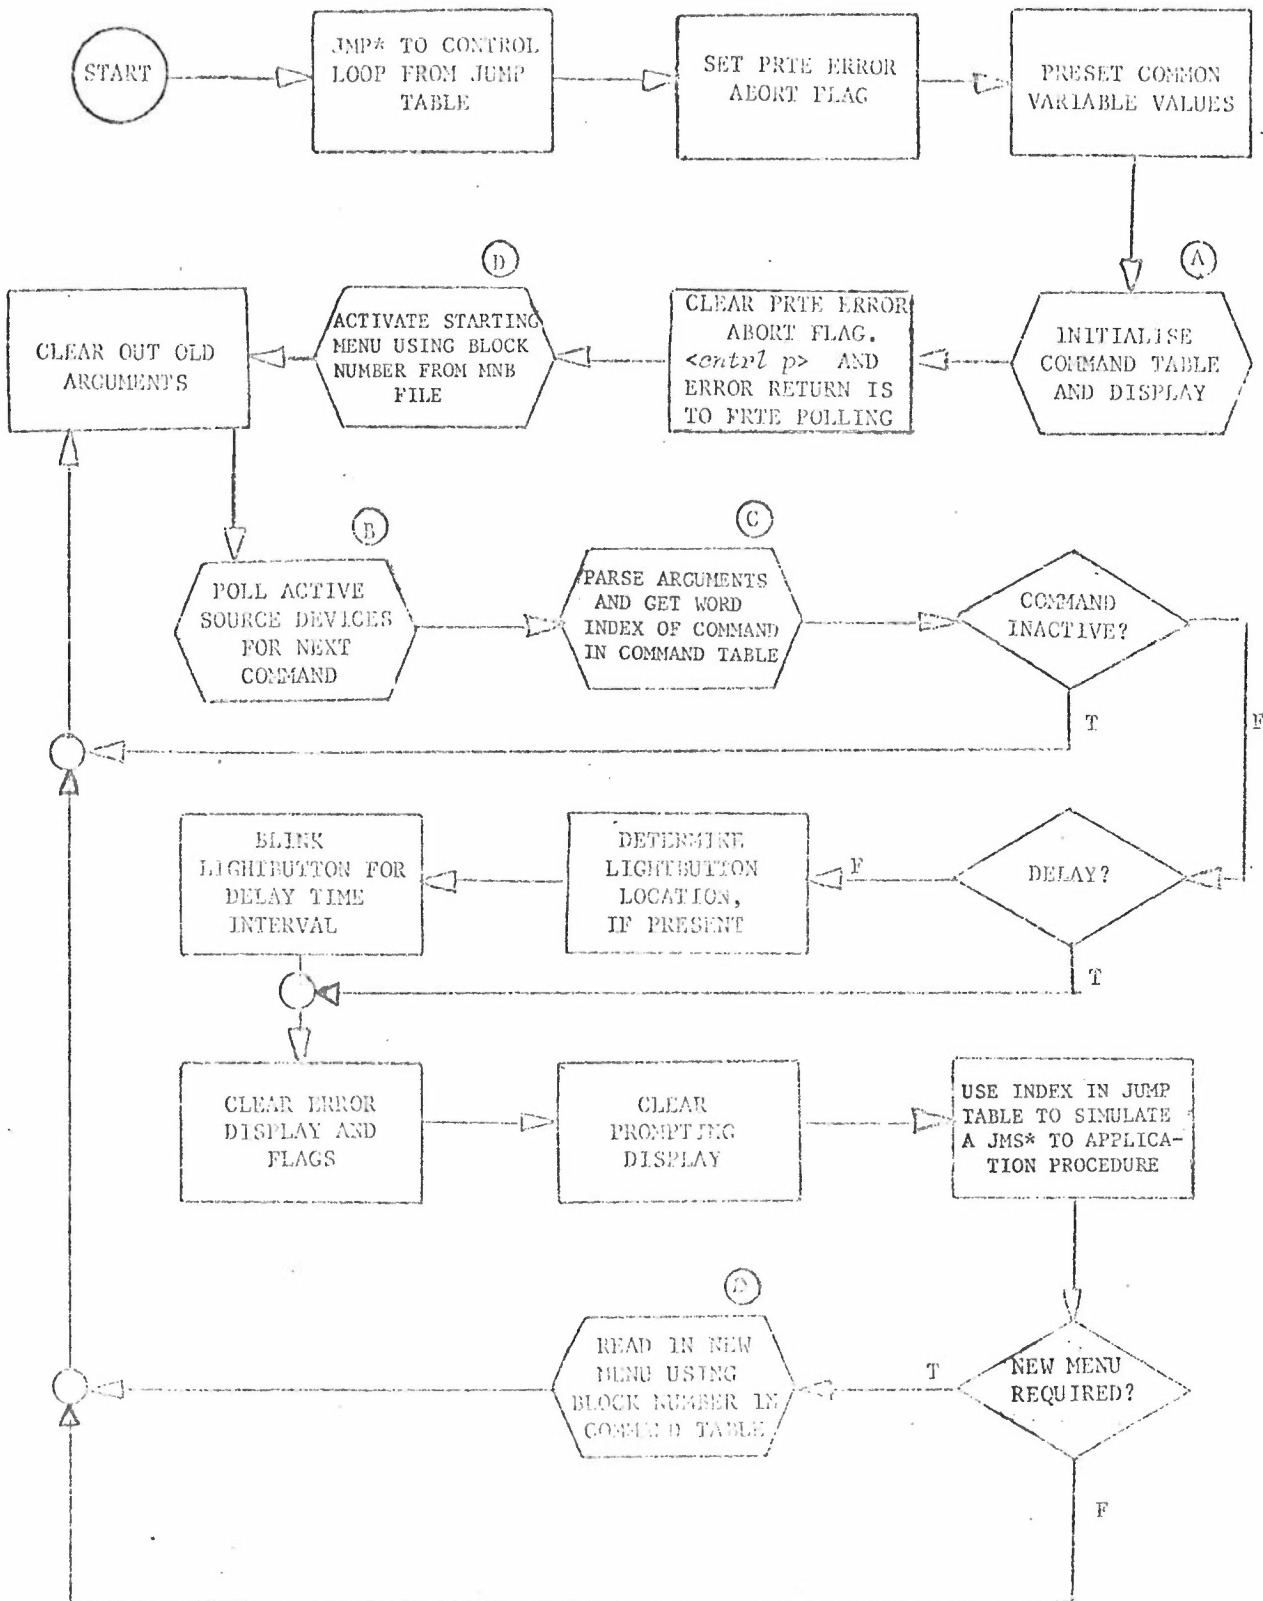 START
JMP* TO CONTROL
LOOP FROM JUMP
TABLE
SET PRTE ERROR
ABORT FLAG
PRESET COMMON
VARIABLE VALUES
A
INITIALISE
COMMAND TABLE
AND DISPLAY
CLEAR PRTE ERROR
ABORT FLAG.
<cntrl p> AND
ERROR RETURN IS
TO PRTE POLLING
D
ACTIVATE STARTING
MENU USING BLOCK
NUMBER FROM MNB
FILE
CLEAR OUT OLD
ARGUMENTS
B
POLL ACTIVE
SOURCE DEVICES
FOR NEXT
COMMAND
C
PARSE ARGUMENTS
AND GET WORD
INDEX OF COMMAND
IN COMMAND TABLE
COMMAND
INACTIVE?
T
F
DELAY?
F
T
DETERMINE
LIGHTBUTTON
LOCATION,
IF PRESENT
BLINK
LIGHTBUTTON FOR
DELAY TIME
INTERVAL
CLEAR ERROR
DISPLAY AND
FLAGS
CLEAR
PROMPTING
DISPLAY
USE INDEX IN JUMP
TABLE TO SIMULATE
A JMS* TO APPLICA-
TION PROCEDURE
NEW MENU
REQUIRED?
T
F
D
READ IN NEW
MENU USING
BLOCK NUMBER IN
COMMAND TABLE